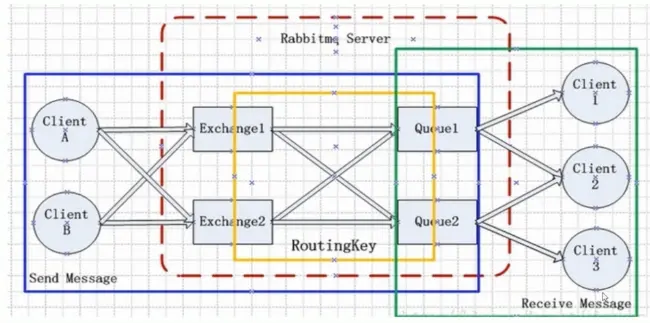 Rabbitmq Server
Client
A
Exchange1
Queue1
Client
1
Client
2
Client
B
Exchange2
Queue2
RoutingKey
Client
3
Send Message
Receive Message